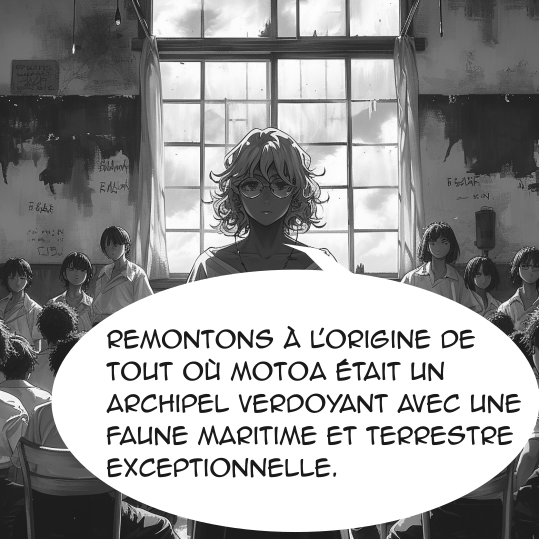 REMONTONS À L'ORIGINE DE
TOUT OÙ MOTOA ÉTAIT UN
ARCHIPEL VERDOYANT AVEC UNE
FAUNE MARITIME ET TERRESTRE
EXCEPTIONNELLE.